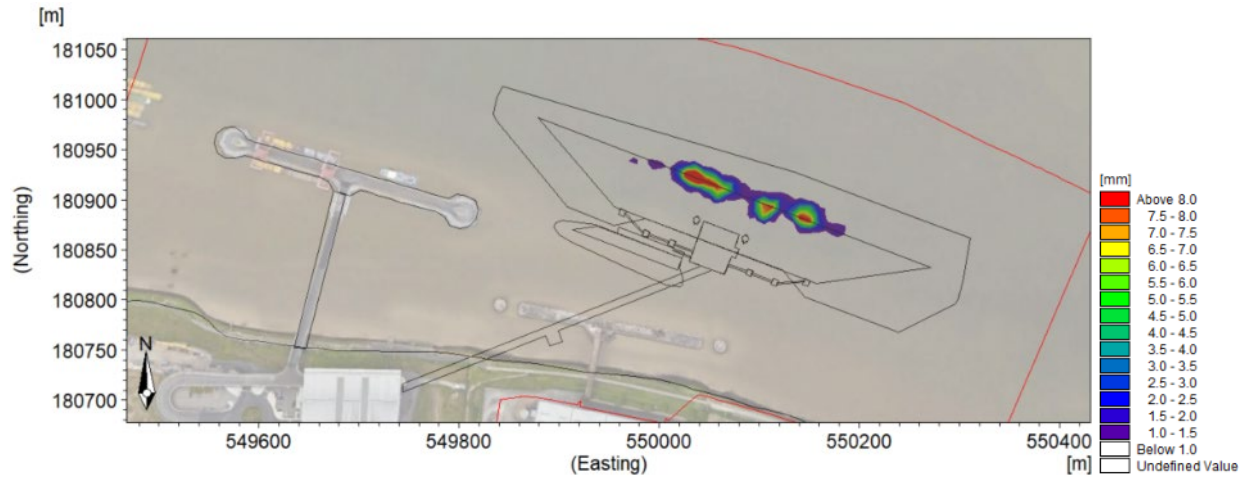 [m]
181050
181000
180950
180900
180850
180800
180750
180700
(Northing)
N
549600
549800
550000
550200
550400
(Easting)
[m]
[mm]
Above 8.0
7.5 - 8.0
7.0 - 7.5
6.5 - 7.0
6.0 - 6.5
5.5 - 6.0
5.0 - 5.5
4.5 - 5.0
4.0 - 4.5
3.5 - 4.0
3.0 - 3.5
2.5 - 3.0
2.0 - 2.5
1.5 - 2.0
1.0 - 1.5
Below 1.0
Undefined Value